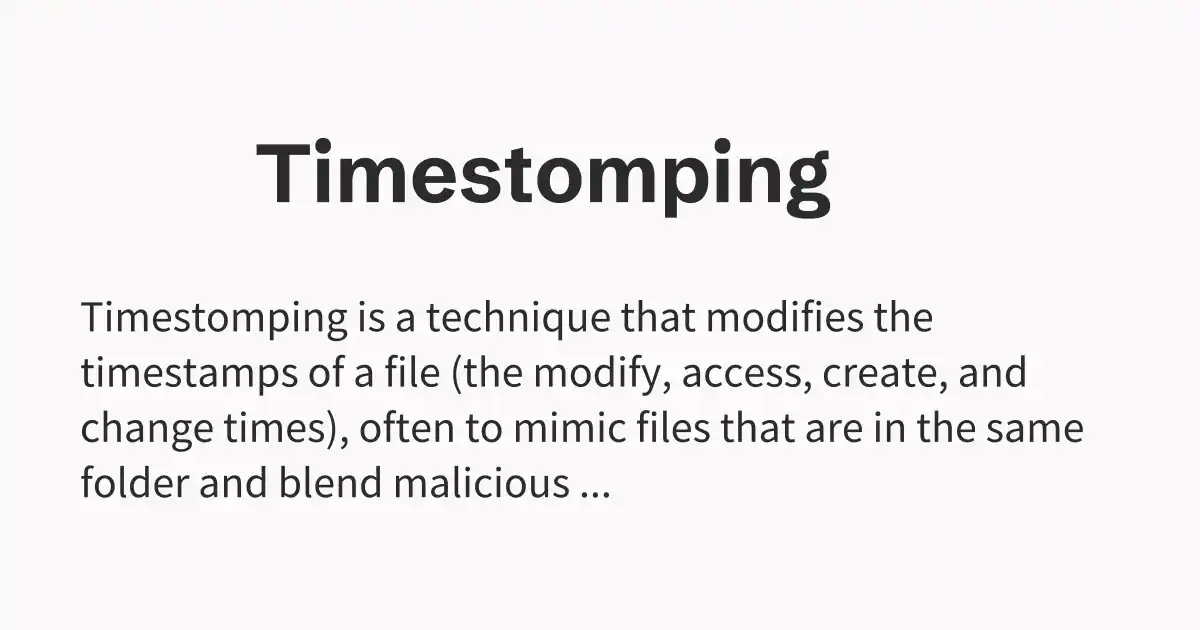 Timestomping
Timestomping is a technique that modifies the
timestamps of a file (the modify, access, create, and
change times), often to mimic files that are in the same
folder and blend malicious ...